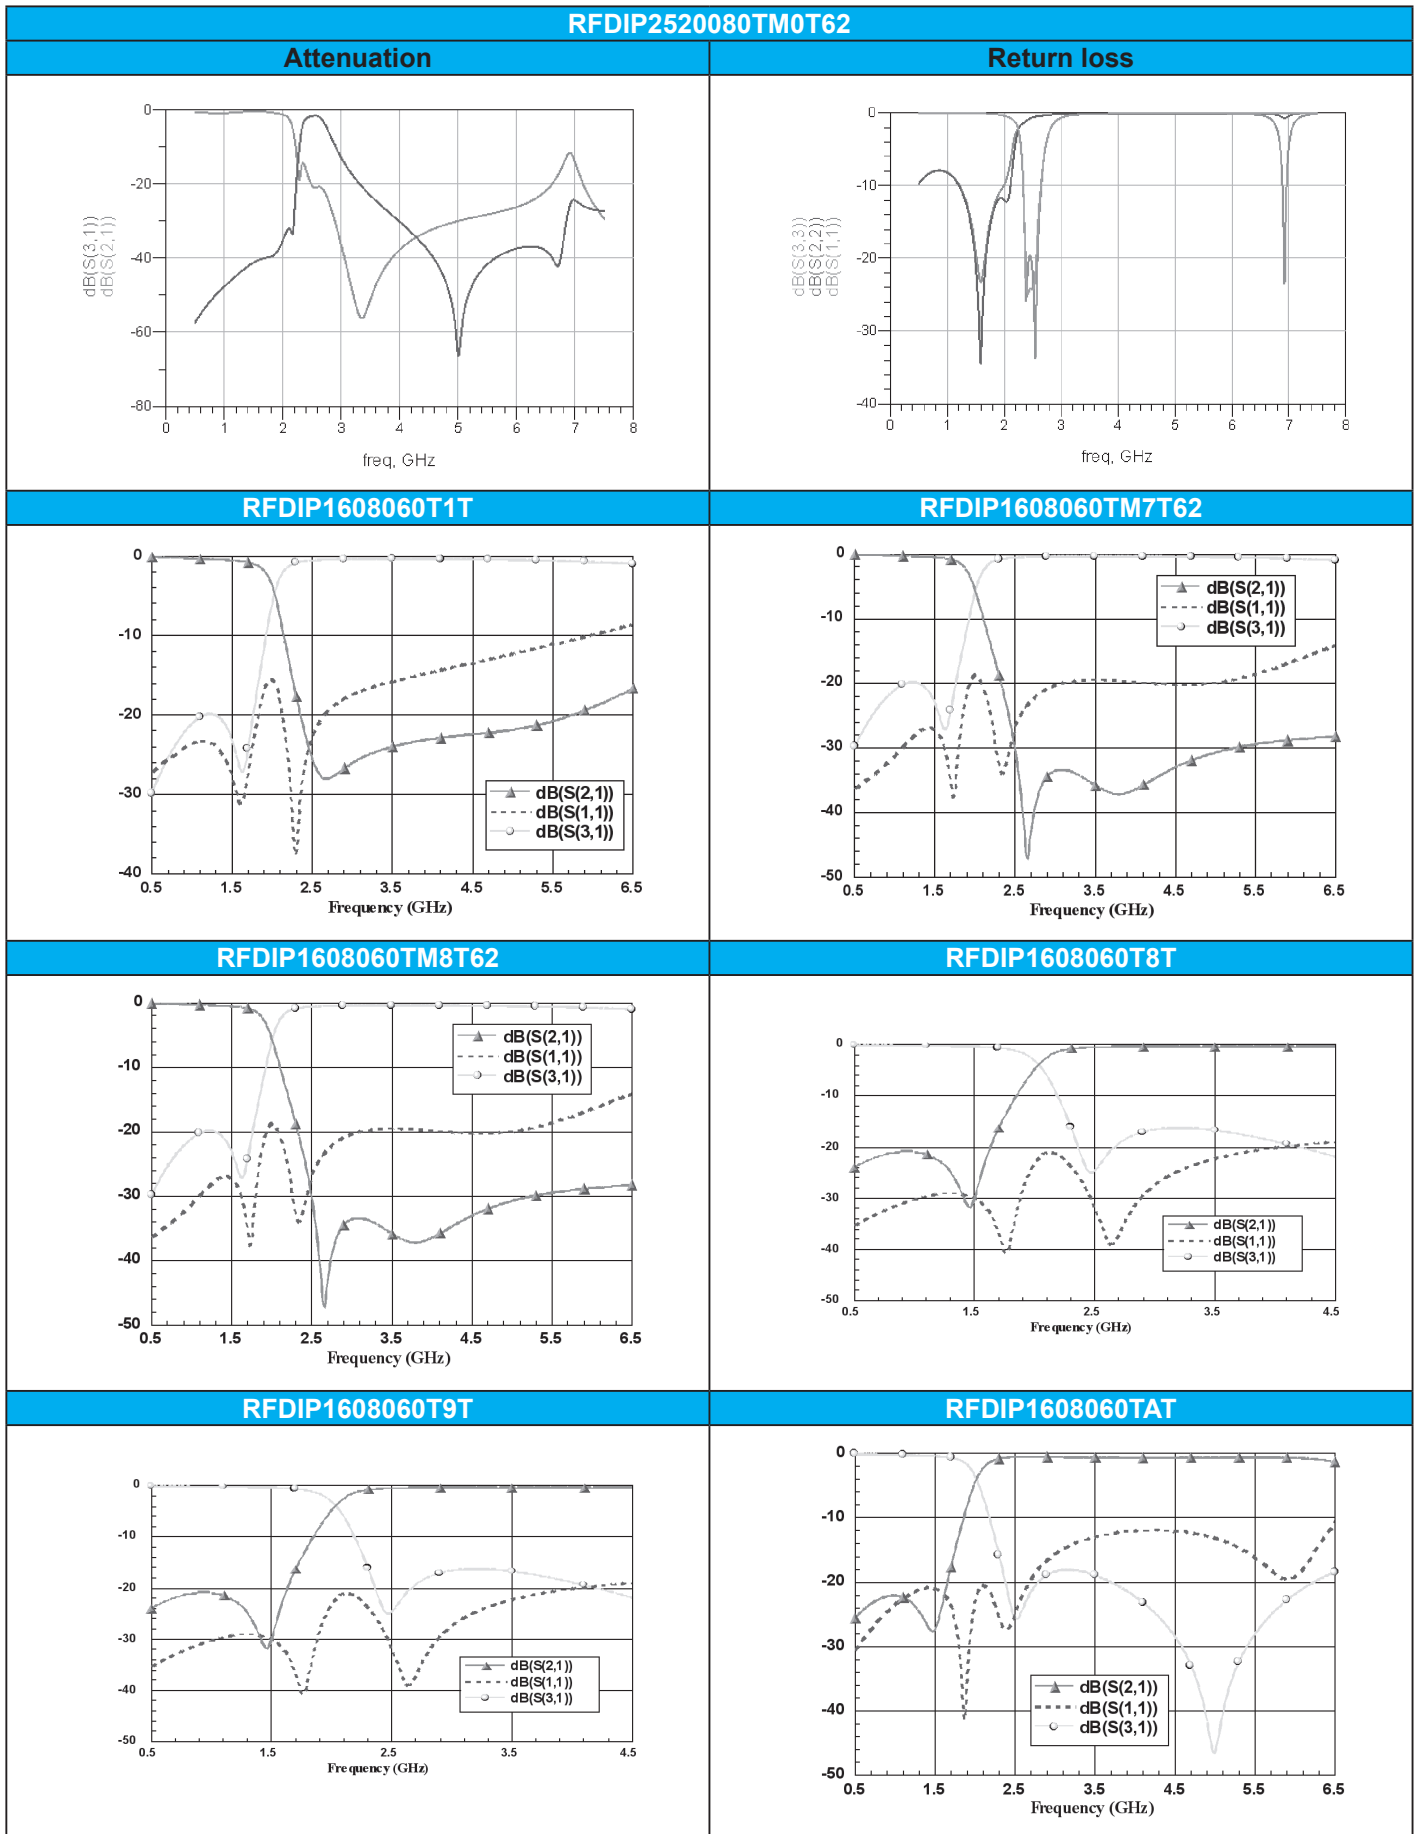 RFDIP2520080TM0T62
Attenuation
Return loss
0
-20
-40
-60
-80
dB(S(3,1))
dB(S(2,1))
0 1 2 3 4 5 6 7 8
freq, GHz
0
-10
-20
-30
-40
dB(S(3,3))
dB(S(2,2))
dB(S(1,1))
0 1 2 3 4 5 6 7 8
freq, GHz
RFDIP1608060T1T
RFDIP1608060TM7T62
0
-10
-20
-30
-40
dB(S(2,1))
dB(S(1,1))
dB(S(3,1))
0.5 1.5 2.5 3.5 4.5 5.5 6.5
Frequency (GHz)
0
-10
-20
-30
-40
-50
dB(S(2,1))
dB(S(1,1))
dB(S(3,1))
0.5 1.5 2.5 3.5 4.5 5.5 6.5
Frequency (GHz)
RFDIP1608060TM8T62
RFDIP1608060T8T
0
-10
-20
-30
-40
-50
dB(S(2,1))
dB(S(1,1))
dB(S(3,1))
0.5 1.5 2.5 3.5 4.5 5.5 6.5
Frequency (GHz)
0
-10
-20
-30
-40
-50
dB(S(2,1))
dB(S(1,1))
dB(S(3,1))
0.5 1.5 2.5 3.5 4.5
Frequency (GHz)
RFDIP1608060T9T
RFDIP1608060TAT
0
-10
-20
-30
-40
-50
dB(S(2,1))
dB(S(1,1))
dB(S(3,1))
0.5 1.5 2.5 3.5 4.5
Frequency (GHz)
0
-10
-20
-30
-40
-50
dB(S(2,1))
dB(S(1,1))
dB(S(3,1))
0.5 1.5 2.5 3.5 4.5 5.5 6.5
Frequency (GHz)